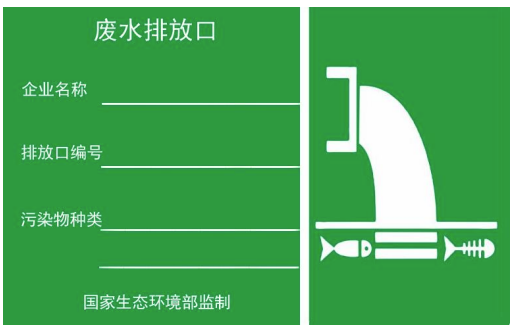 废水排放口
企业名称
排放口编号
污染物种类
国家生态环境部监制